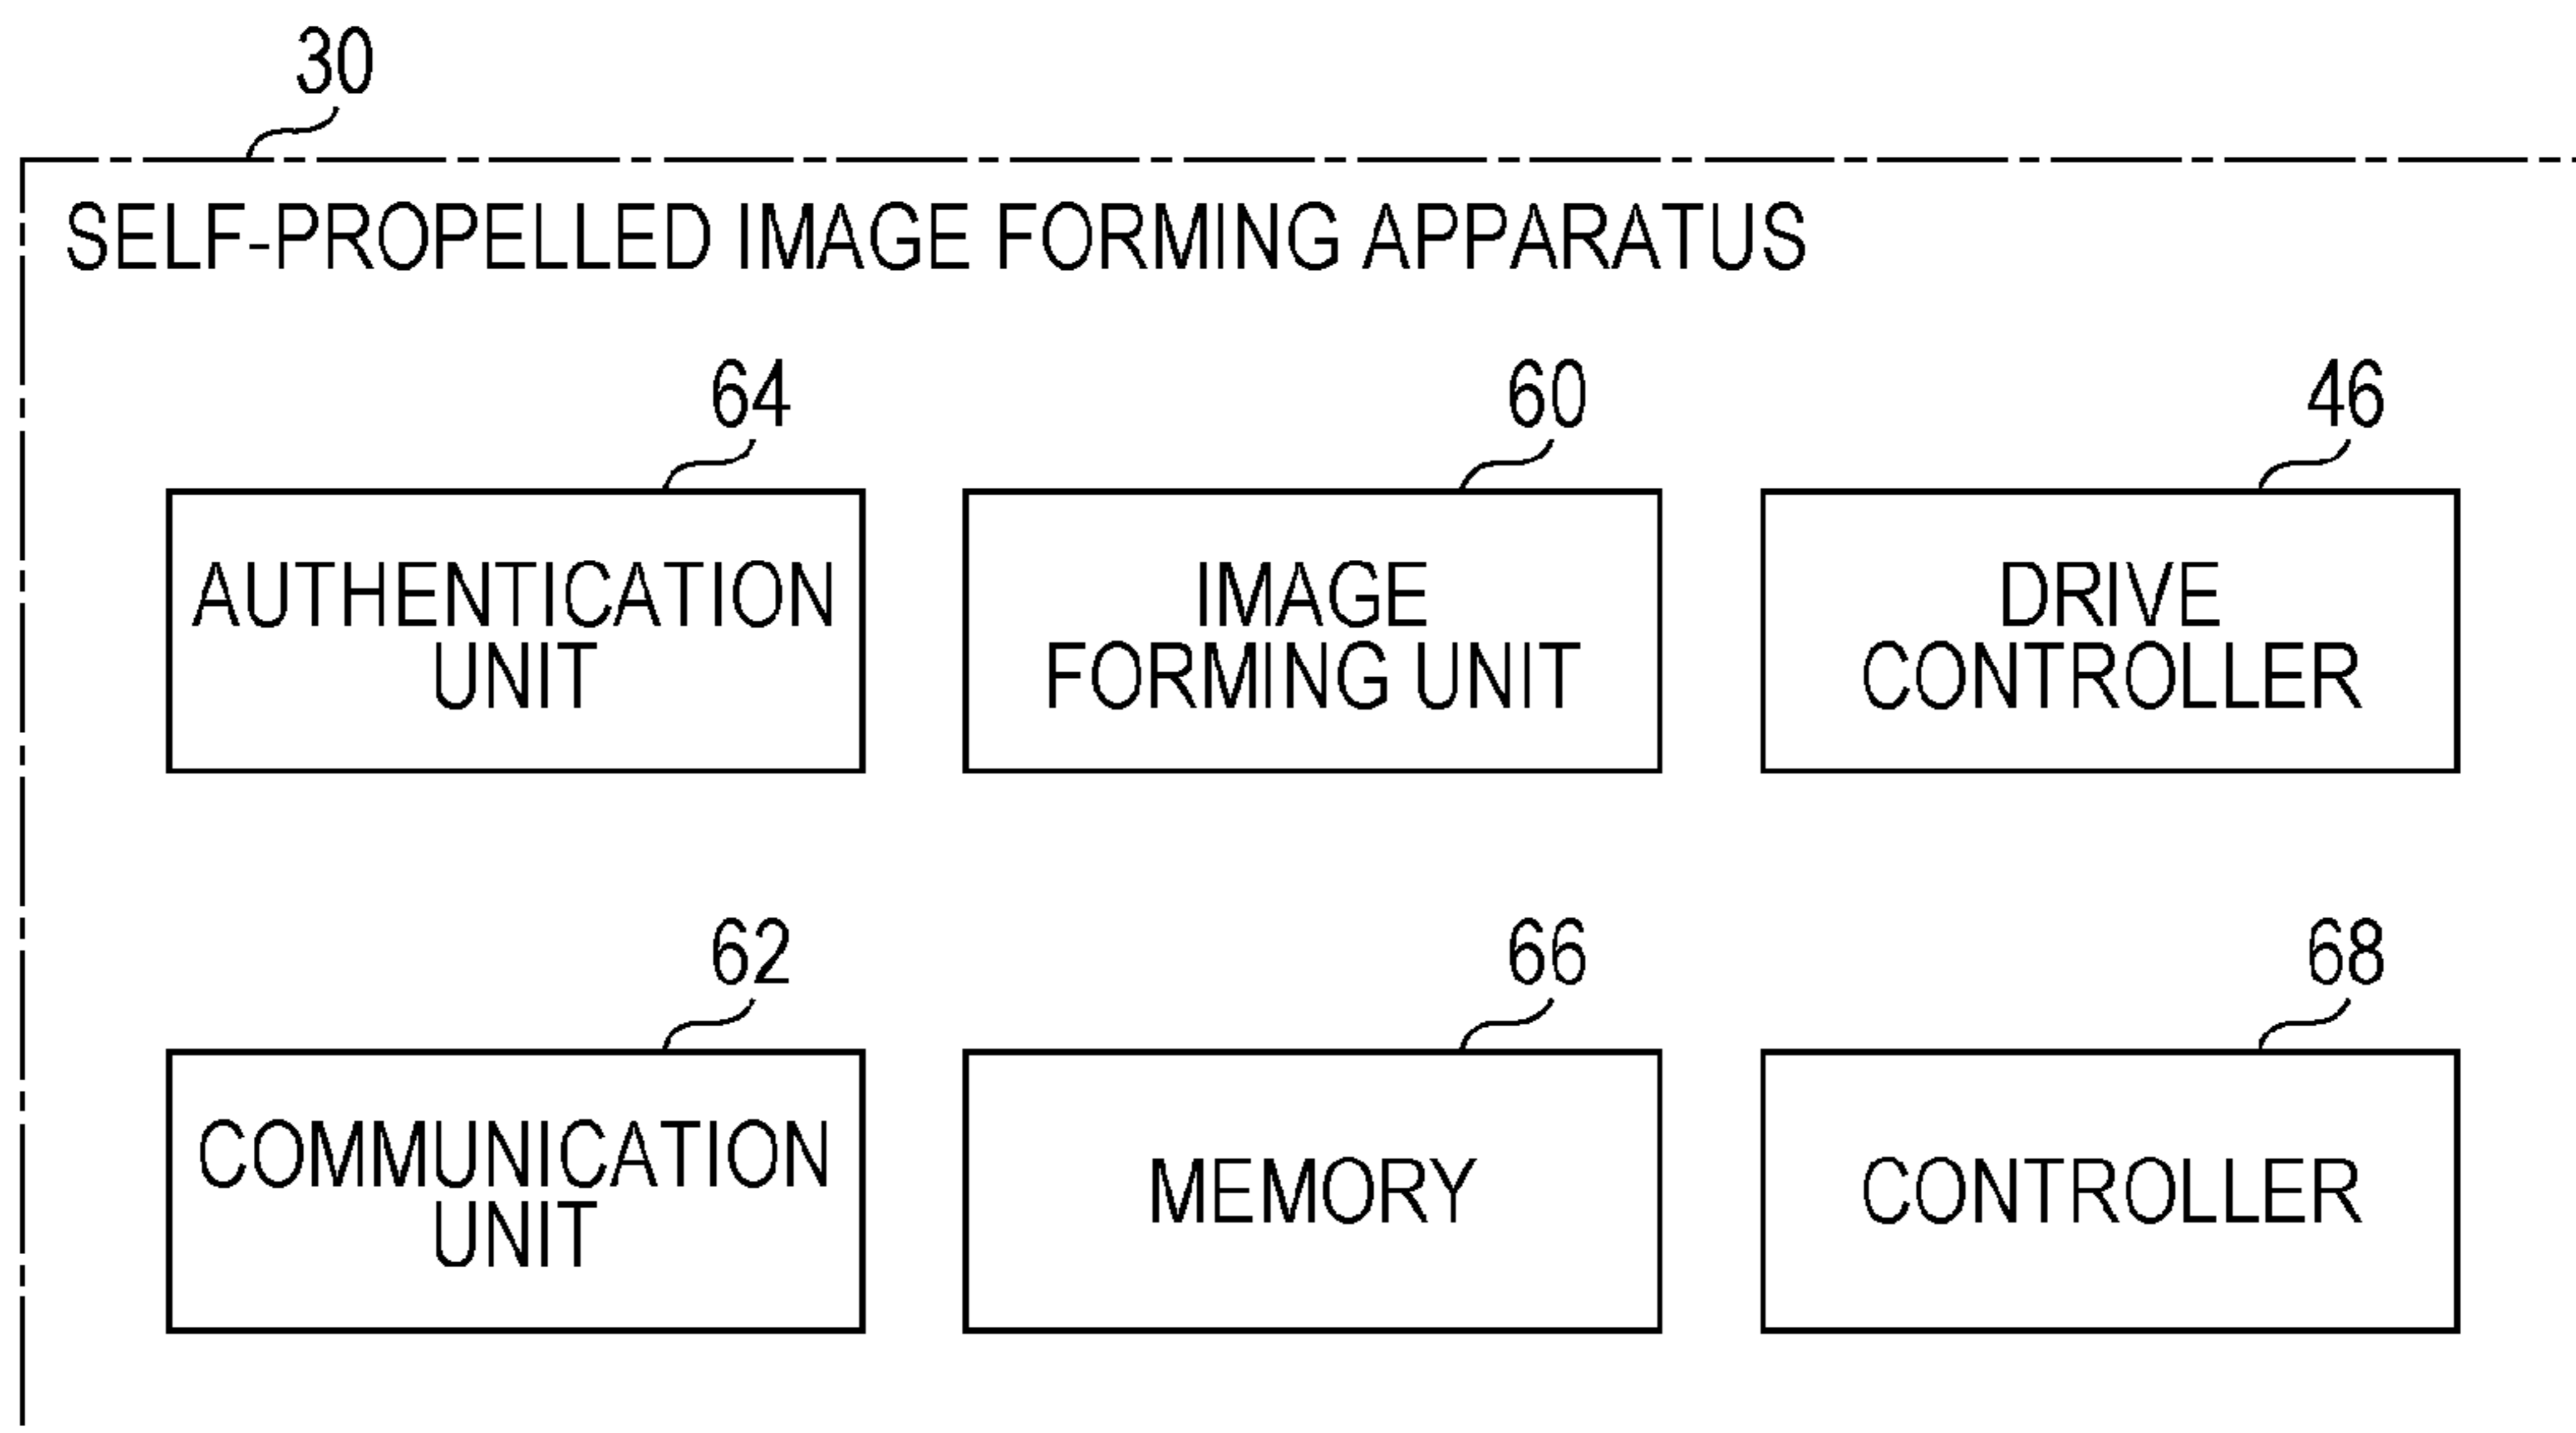 30
SELF-PROPELLED IMAGE FORMING APPARATUS
64
AUTHENTICATION
UNIT
60
IMAGE
FORMING UNIT
46
DRIVE
CONTROLLER
62
COMMUNICATION
UNIT
66
MEMORY
68
CONTROLLER